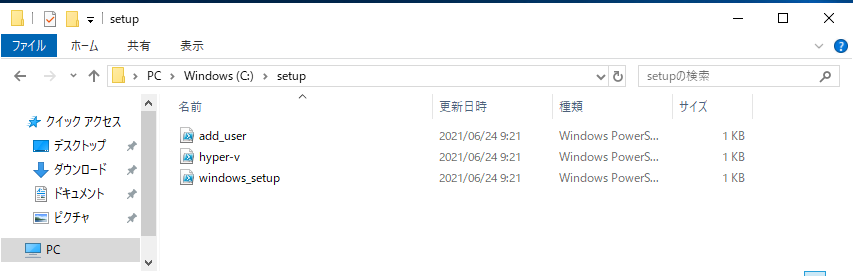 setup
ファイル ホーム 共有 表示
PC Windows (C:) setup setupの検索
名前 更新日時 種類 サイズ
クイック アクセス
デスクトップ
ダウンロード
ドキュメント
ピクチャ
PC
add_user 2021/06/24 9:21 Windows PowerS... 1 KB
hyper-v 2021/06/24 9:21 Windows PowerS... 1 KB
windows_setup 2021/06/24 9:21 Windows PowerS... 1 KB